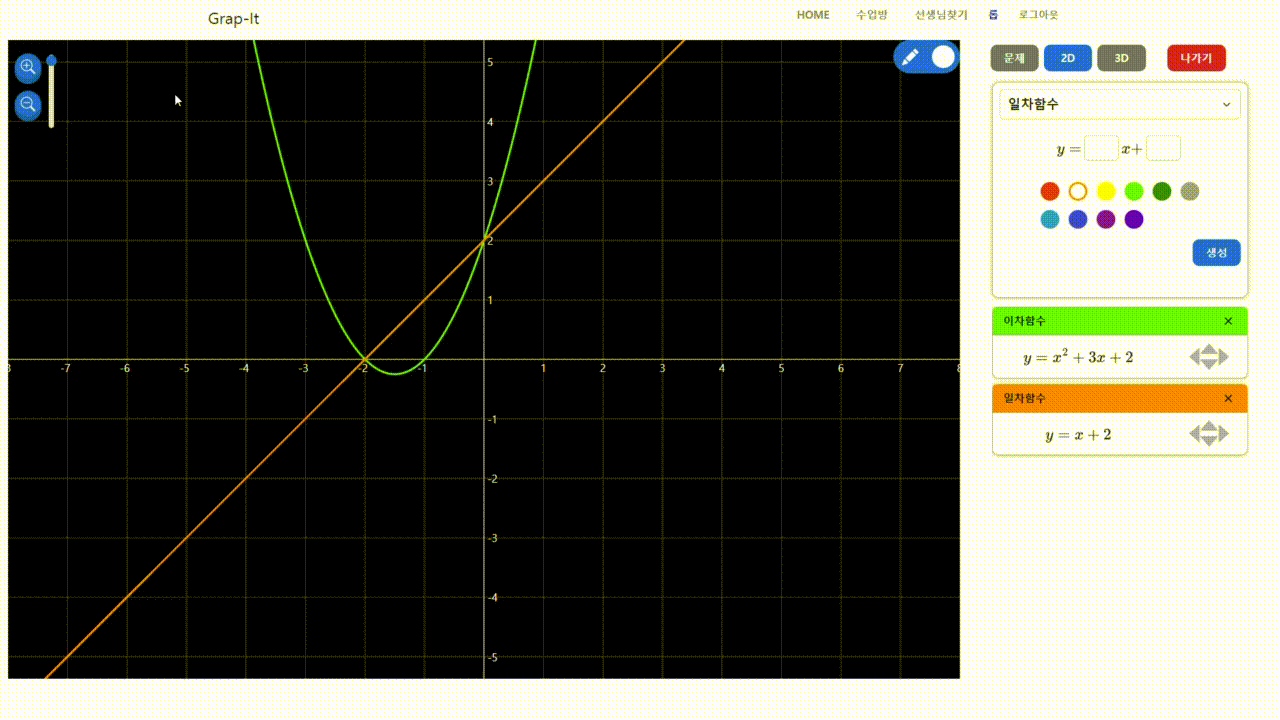 Grap-It
HOME 수업방 선생님찾기 로그아웃
문제 2D 3D 나가기
일차함수
y = x+
생성
이차함수 ×
y = x² + 3x + 2
일차함수 ×
y = x + 2
5
4
3
2
1
8 -7 -6 -5 -4 -3 -2 -1 1 2 3 4 5 6 7 8
-1
-2
-3
-4
-5